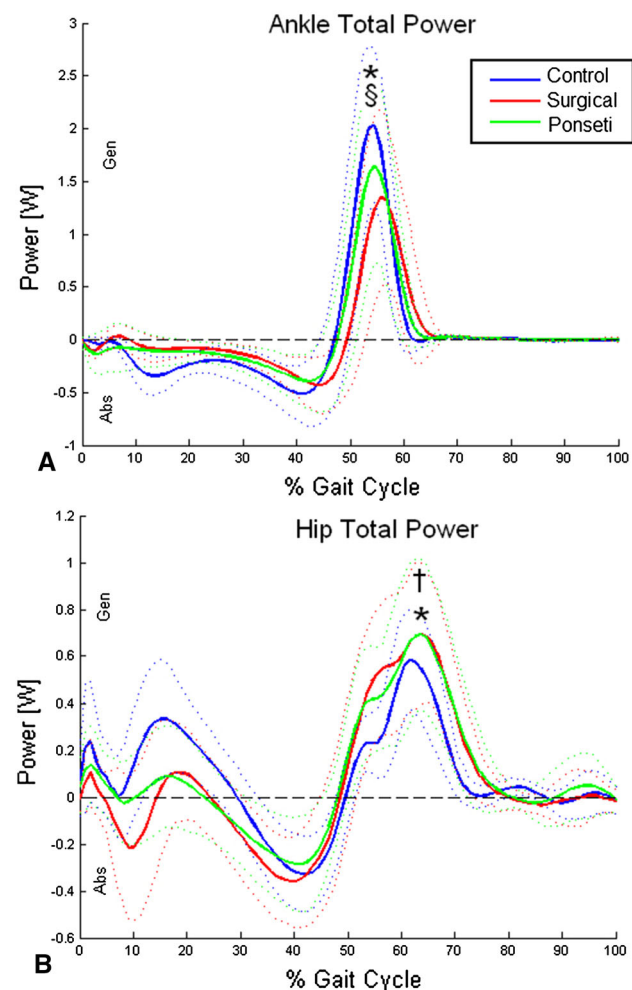 Ankle Total Power
3
2.5
2
1.5
1
0.5
0
-0.5
-1
Power [W]
Gen
Abs
*
§
Control
Surgical
Ponseti
0 10 20 30 40 50 60 70 80 90 100
A
% Gait Cycle
Hip Total Power
1.2
1
0.8
0.6
0.4
0.2
0
-0.2
-0.4
-0.6
Power [W]
Gen
Abs
†
*
0 10 20 30 40 50 60 70 80 90 100
B
% Gait Cycle